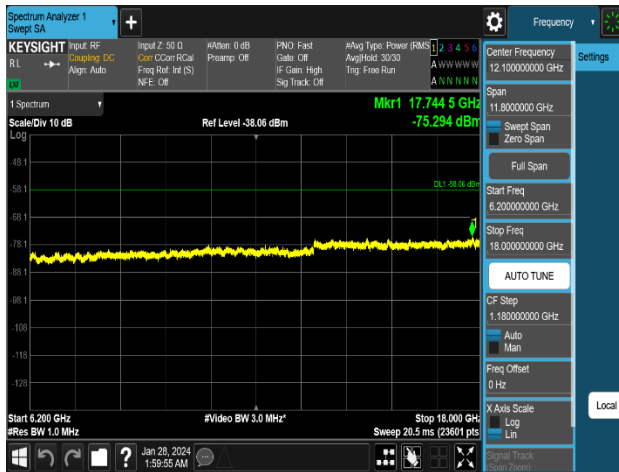 Spectrum Analyzer 1
Swept SA
Frequency
KEYSIGHT
RL
Input: RF
Coupling: DC
Align: Auto
Input Z: 50 Ω
Corr CCorr RCal
Freq Ref: Int (S)
NFE: Off
#Atten: 0 dB
Preamp: Off
PNO: Fast
Gate: Off
IF Gain: High
Sig Track: Off
#Avg Type: Power (RMS
Avg|Hold: 30/30
Trig: Free Run
1 2 3 4 5 6
A W W W W W
A N N N N N
1 Spectrum
Scale/Div 10 dB
Log
Ref Level -38.06 dBm
Mkr1 17.744 5 GHz
-75.294 dBm
-48.1
-58.1
DL1 -58.06 dBm
-68.1
1
-78.1
-88.1
-98.1
-108
-118
-128
Start 6.200 GHz
#Video BW 3.0 MHz*
Stop 18.000 GHz
#Res BW 1.0 MHz
Sweep 20.5 ms (23601 pts
Jan 28, 2024
1:59:55 AM
Center Frequency
12.100000000 GHz
Settings
Span
11.8000000 GHz
Swept Span
Zero Span
Full Span
Start Freq
6.200000000 GHz
Stop Freq
18.000000000 GHz
AUTO TUNE
CF Step
1.180000000 GHz
Auto
Man
Freq Offset
0 Hz
X Axis Scale
Log
Lin
Local
Signal Track
(Span Zoom)